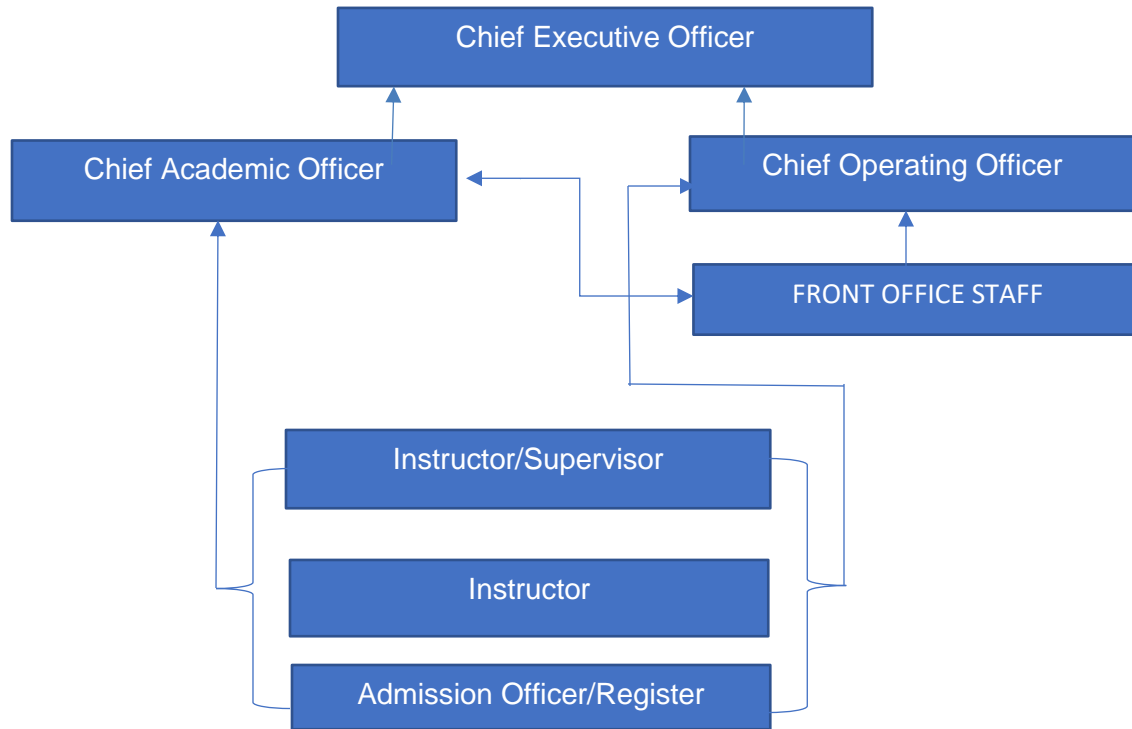 Chief Executive Officer
Chief Academic Officer
Chief Operating Officer
FRONT OFFICE STAFF
Instructor/Supervisor
Instructor
Admission Officer/Register